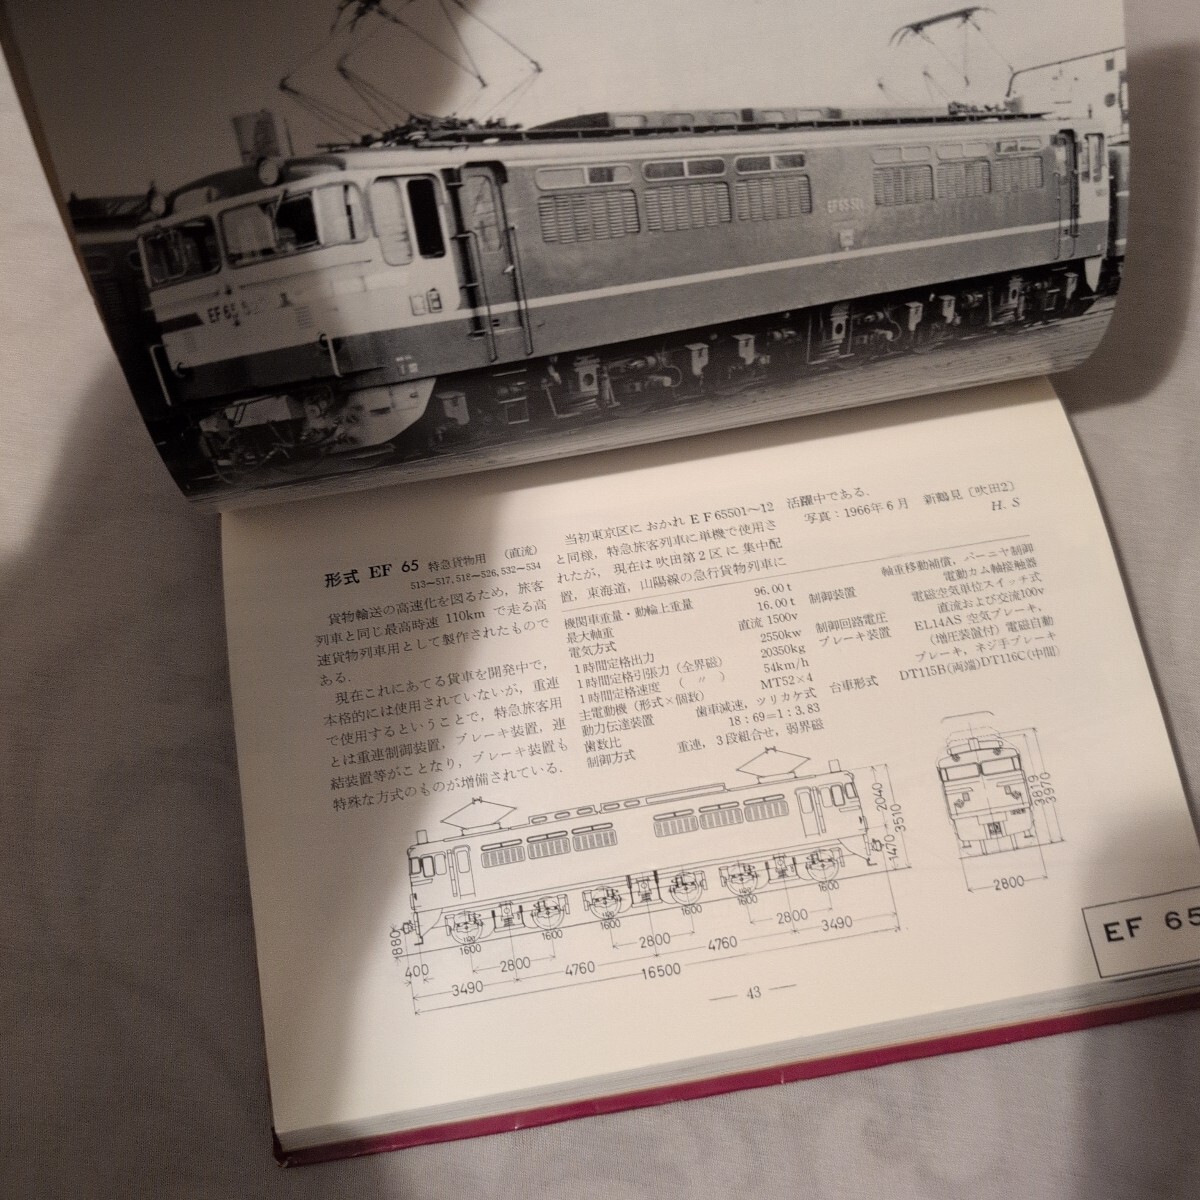 EF 65 501
EF 65 5
形式 EF 65 特急貨物用 (直流)
513〜517, 518〜526, 532〜534
貨物輸送の高速化を図るため,旅客
列車と同じ最高時速 110km で走る高
速貨物列車用として製作されたもので
ある.
現在これにあてる貨車を開発中で,
本格的には使用されていないが,重連
で使用するということで,特急旅客用
とは重連制御装置,ブレーキ装置,連
結装置等がことなり,ブレーキ装置も
特殊な方式のものが増備されている.
当初東京区に おかれ EF65501〜12
と同様,特急旅客列車に単機で使用さ
れたが, 現在は吹田第2区に 集中配
置,東海道,山陽線の急行貨物列車に
活躍中である.
写真:1966年6月 新鶴見〔吹田2〕
H. S
機関車重量・動輪上重量 96.00 t
最大軸重 16.00 t
電気方式 直流 1500v
1時間定格出力 2550kw
1時間定格引張力 (全界磁) 20350kg
1時間定格速度 ( 〃 ) 54km/h
主電動機 (形式×個数) MT52×4
動力伝達装置 歯車減速,ツリカケ式
歯数比 18:69=1:3.83
制御方式 重連,3段組合せ,弱界磁
軸重移動補償,バーニヤ制御
制御装置 電動カム軸接触器
電磁空気単位スイッチ式
制御回路電圧 直流および交流100v
ブレーキ装置 EL14AS 空気ブレーキ,
(増圧装置付) 電磁自動
ブレーキ,ネジ手ブレーキ
台車形式 DT115B(両端)DT116C(中間)
2040
3510
1470
3819
3970
2800
880
400
1600
1120
1600
1600
1120
1600
1600
1120
1600
2800
2800
2800
3490
4760
4760
3490
16500
— 43 —
EF 65